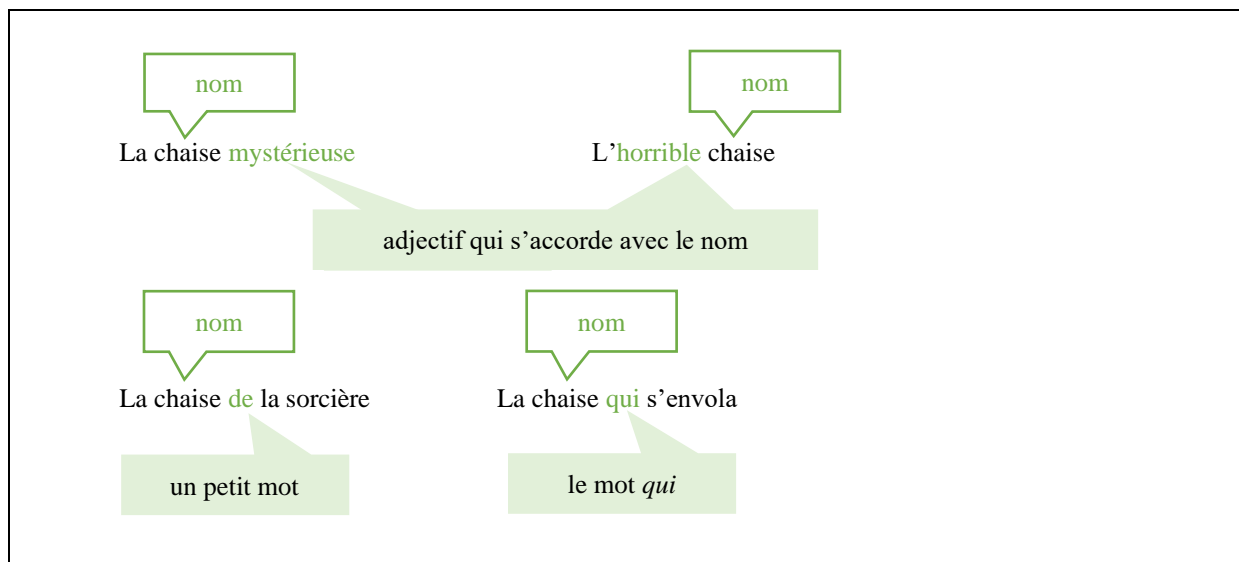 nom
nom
La chaise mystérieuse
L’horrible chaise
adjectif qui s’accorde avec le nom
nom
nom
La chaise de la sorcière
La chaise qui s’envola
un petit mot
le mot qui